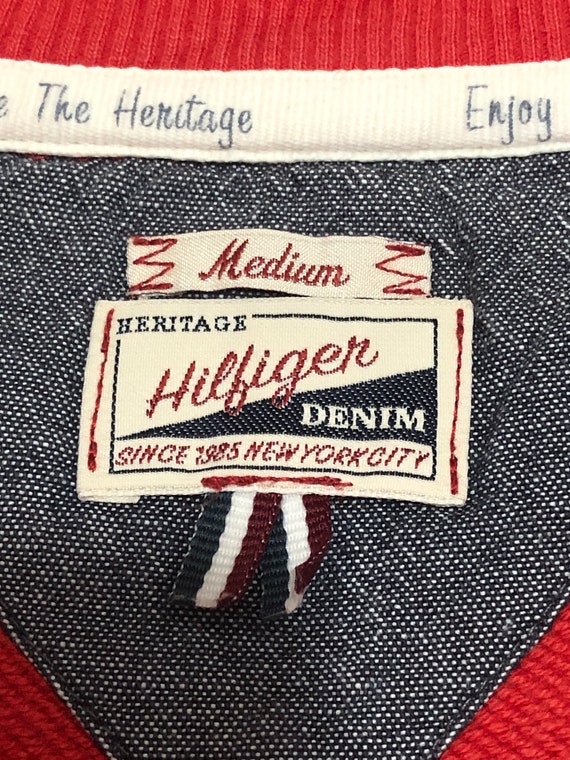 The Heritage Enjoy
Medium
HERITAGE
Hilfiger
DENIM
SINCE 1985 NEW YORK CITY